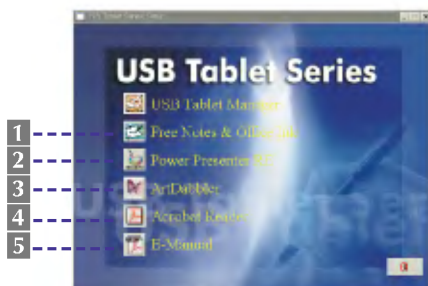 USB Tablet Series
USB Tablet Manager
1 Free Notes & Office Ink
2 Power Presenter
3 ArtDabbler
4 Acrobat Reader
5 E-Manual